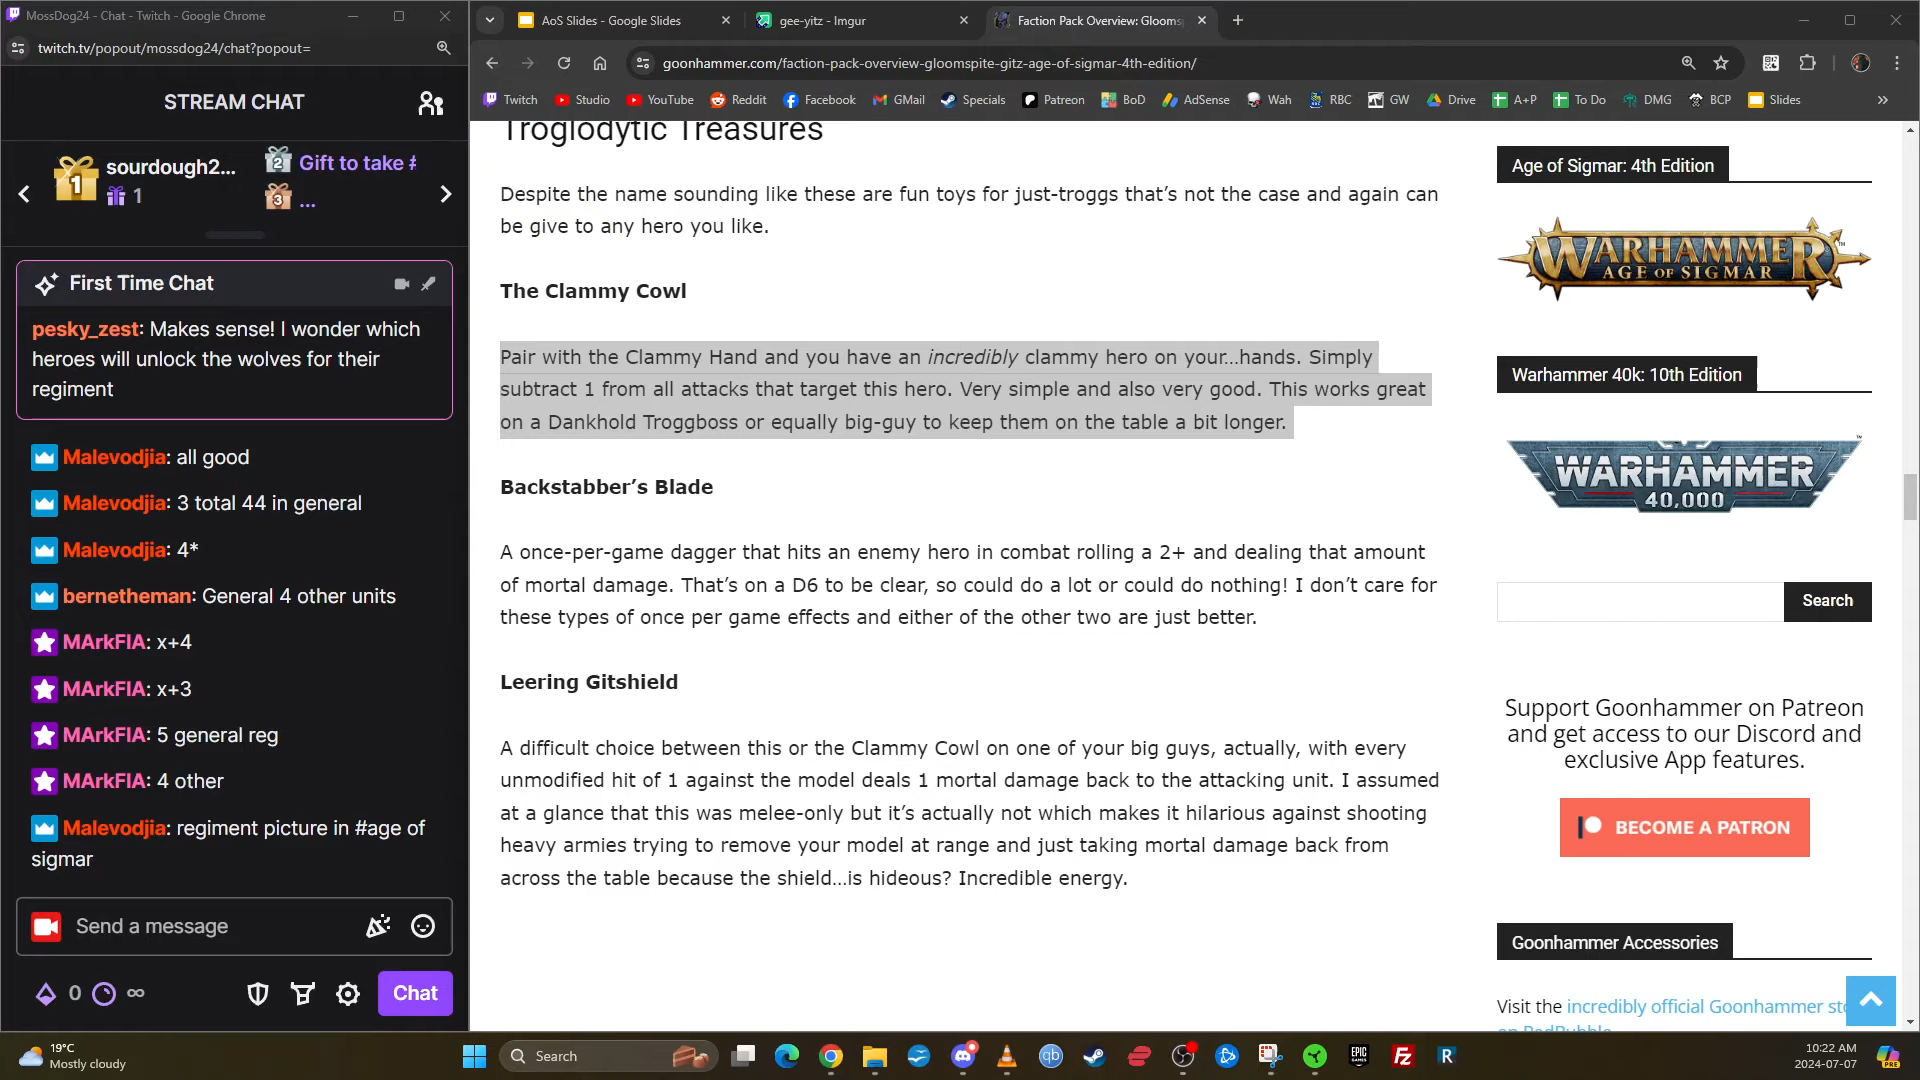 MossDog24 - Chat - Twitch - Google Chrome
twitch.tv/popout/mossdog24/chat?popout=
STREAM CHAT
1
sourdough2...
1
2
Gift to take #
3
...
First Time Chat
pesky_zest: Makes sense! I wonder which
heroes will unlock the wolves for their
regiment
Malevodjia: all good
Malevodjia: 3 total 44 in general
Malevodjia: 4*
bernetheman: General 4 other units
MArkFIA: x+4
MArkFIA: x+3
MArkFIA: 5 general reg
MArkFIA: 4 other
Malevodjia: regiment picture in #age of
sigmar
Send a message
0
∞
Chat
AoS Slides - Google Slides
gee-yitz - Imgur
Faction Pack Overview: Glooms
goonhammer.com/faction-pack-overview-gloomspite-gitz-age-of-sigmar-4th-edition/
Twitch
Studio
YouTube
Reddit
Facebook
GMail
Specials
Patreon
BoD
AdSense
Wah
RBC
GW
Drive
A+P
To Do
DMG
BCP
Slides
Troglodytic Treasures
Despite the name sounding like these are fun toys for just-troggs that’s not the case and again can
be give to any hero you like.
The Clammy Cowl
Pair with the Clammy Hand and you have an incredibly clammy hero on your…hands. Simply
subtract 1 from all attacks that target this hero. Very simple and also very good. This works great
on a Dankhold Troggboss or equally big-guy to keep them on the table a bit longer.
Backstabber’s Blade
A once-per-game dagger that hits an enemy hero in combat rolling a 2+ and dealing that amount
of mortal damage. That’s on a D6 to be clear, so could do a lot or could do nothing! I don’t care for
these types of once per game effects and either of the other two are just better.
Leering Gitshield
A difficult choice between this or the Clammy Cowl on one of your big guys, actually, with every
unmodified hit of 1 against the model deals 1 mortal damage back to the attacking unit. I assumed
at a glance that this was melee-only but it’s actually not which makes it hilarious against shooting
heavy armies trying to remove your model at range and just taking mortal damage back from
across the table because the shield…is hideous? Incredible energy.
Age of Sigmar: 4th Edition
WARHAMMER
AGE OF SIGMAR
Warhammer 40k: 10th Edition
WARHAMMER
40,000
Search
Support Goonhammer on Patreon
and get access to our Discord and
exclusive App features.
BECOME A PATRON
Goonhammer Accessories
Visit the incredibly official Goonhammer sto
on RedBubble
19°C
Mostly cloudy
Search
qb
EPIC
GAMES
FZ
R
10:22 AM
2024-07-07
PRE